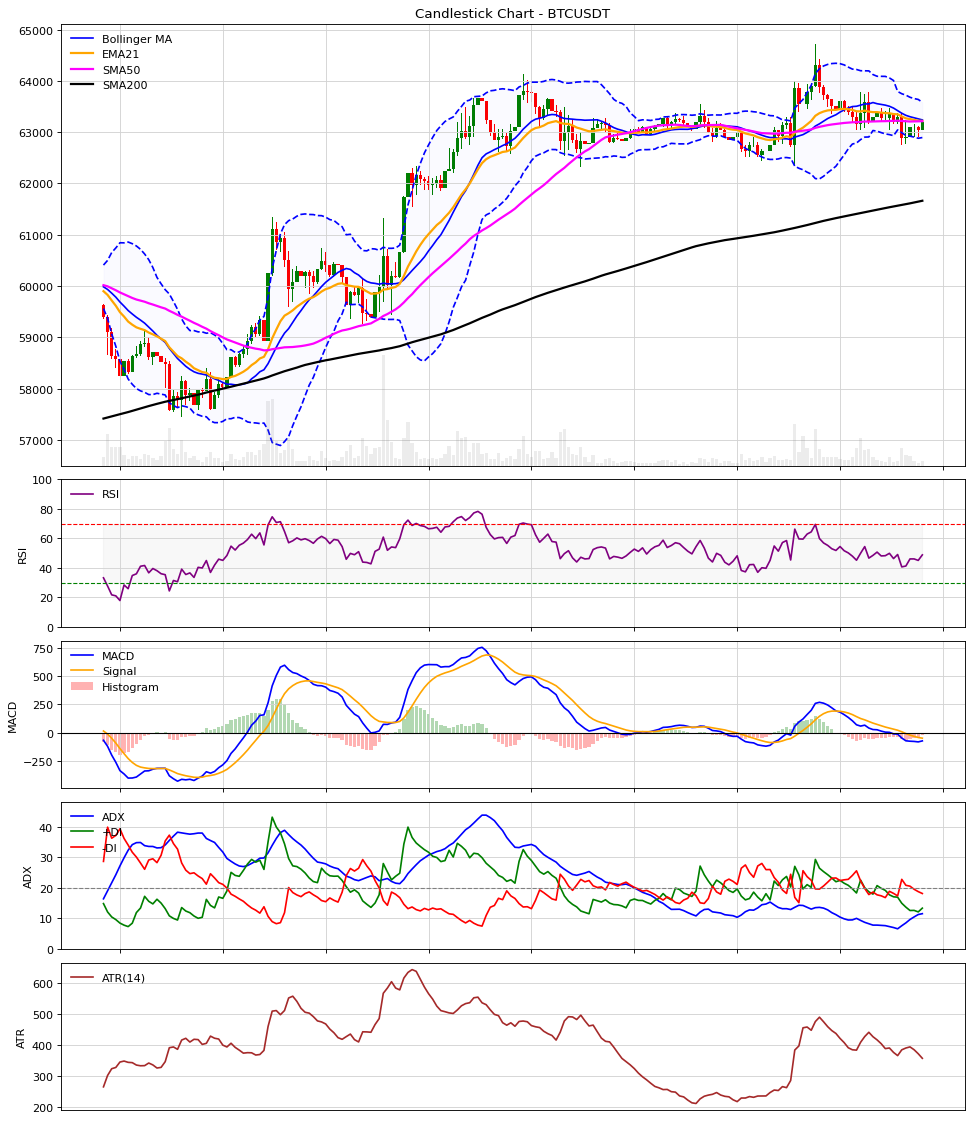 Candlestick Chart - BTCUSDT
65000
64000
63000
62000
61000
60000
59000
58000
57000
Bollinger MA
EMA21
SMA50
SMA200
100
80
60
40
20
0
RSI
RSI
750
500
250
0
−250
MACD
MACD
Signal
Histogram
40
30
20
10
0
ADX
ADX
+DI
-DI
600
500
400
300
200
ATR
ATR(14)